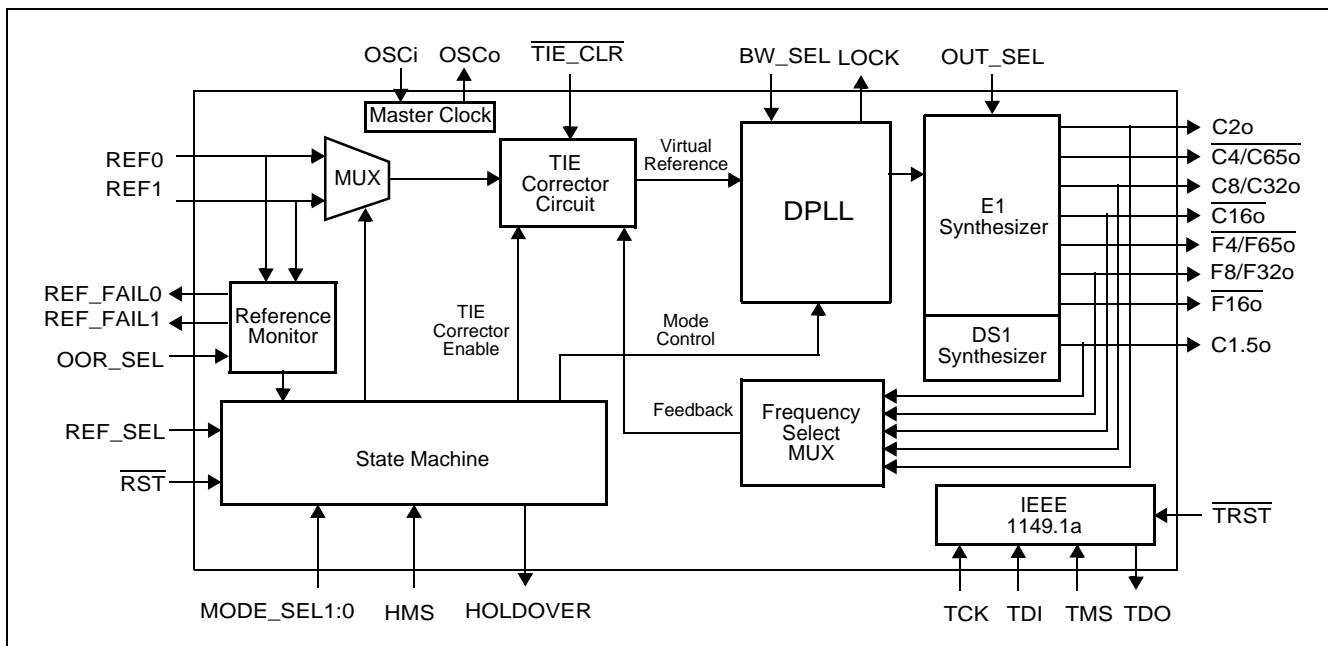 OSCi
OSCo
TIE_CLR
BW_SEL
LOCK
OUT_SEL
Master Clock
REF0
REF1
MUX
TIE
Corrector
Circuit
Virtual
Reference
DPLL
E1
Synthesizer
DS1
Synthesizer
C2o
C4/C65o
C8/C32o
C16o
F4/F65o
F8/F32o
F16o
C1.5o
REF_FAIL0
REF_FAIL1
OOR_SEL
Reference
Monitor
TIE
Corrector
Enable
Mode
Control
REF_SEL
RST
State Machine
Feedback
Frequency
Select
MUX
IEEE
1149.1a
TRST
MODE_SEL1:0
HMS
HOLDOVER
TCK
TDI
TMS
TDO